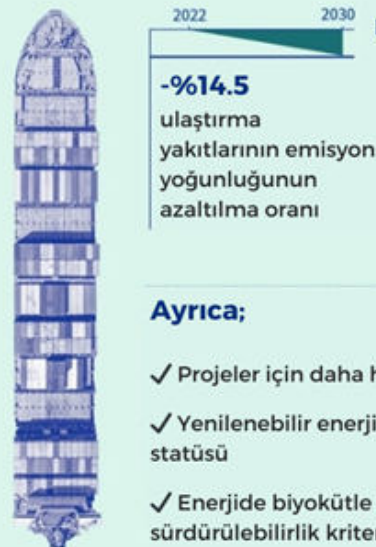 2022 2030
-%14.5
ulaştırma
yakıtlarının emisyon
yoğunluğunun
azaltılma oranı
Ayrıca;
✓ Projeler için daha
✓ Yenilenebilir enerji
statüsü
✓ Enerjide biyokütle
sürdürülebilirlik